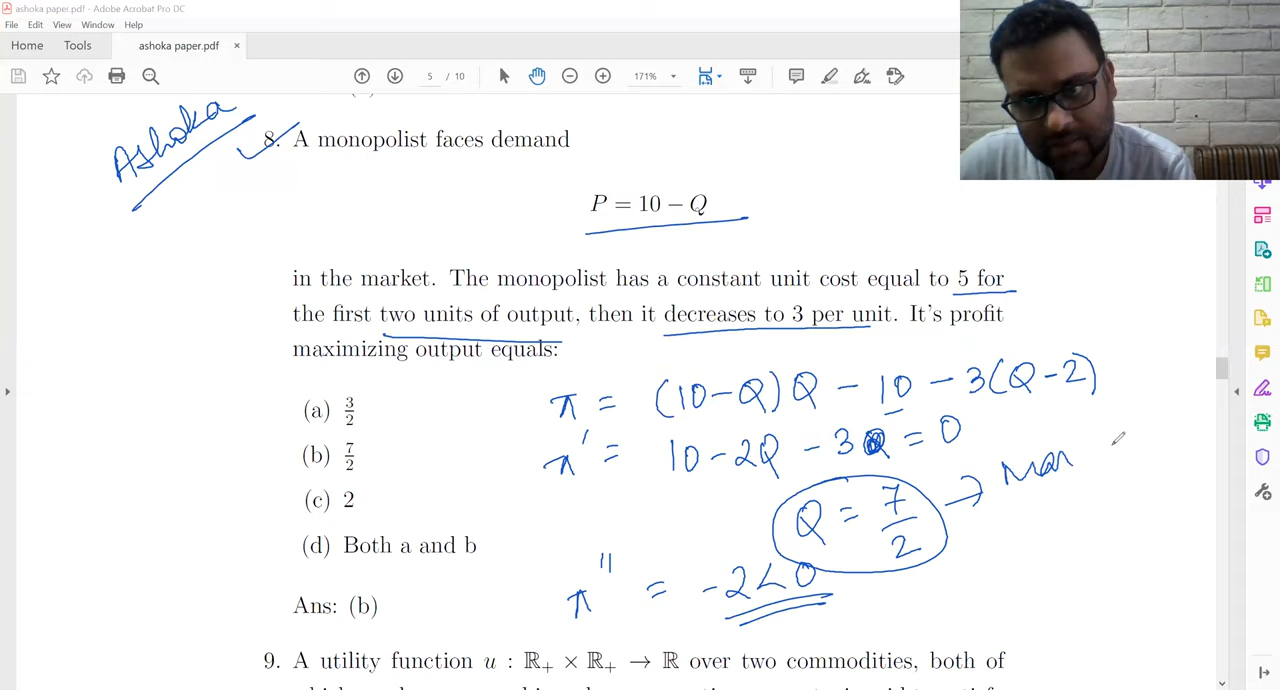 ashoka paper.pdf - Adobe Acrobat Pro DC
File Edit View Window Help
Home Tools ashoka paper.pdf ×
5 / 10 171%
Ashoka
8. A monopolist faces demand
P = 10 − Q
in the market. The monopolist has a constant unit cost equal to 5 for
the first two units of output, then it decreases to 3 per unit. It's profit
maximizing output equals:
π = (10-Q)Q - 10 - 3(Q-2)
(a) 3/2
π' = 10-2Q - 3 = 0
(b) 7/2
Q = 7/2 → Max
(c) 2
(d) Both a and b
π'' = -2<0
Ans: (b)
9. A utility function u : ℝ₊ × ℝ₊ → ℝ over two commodities, both of